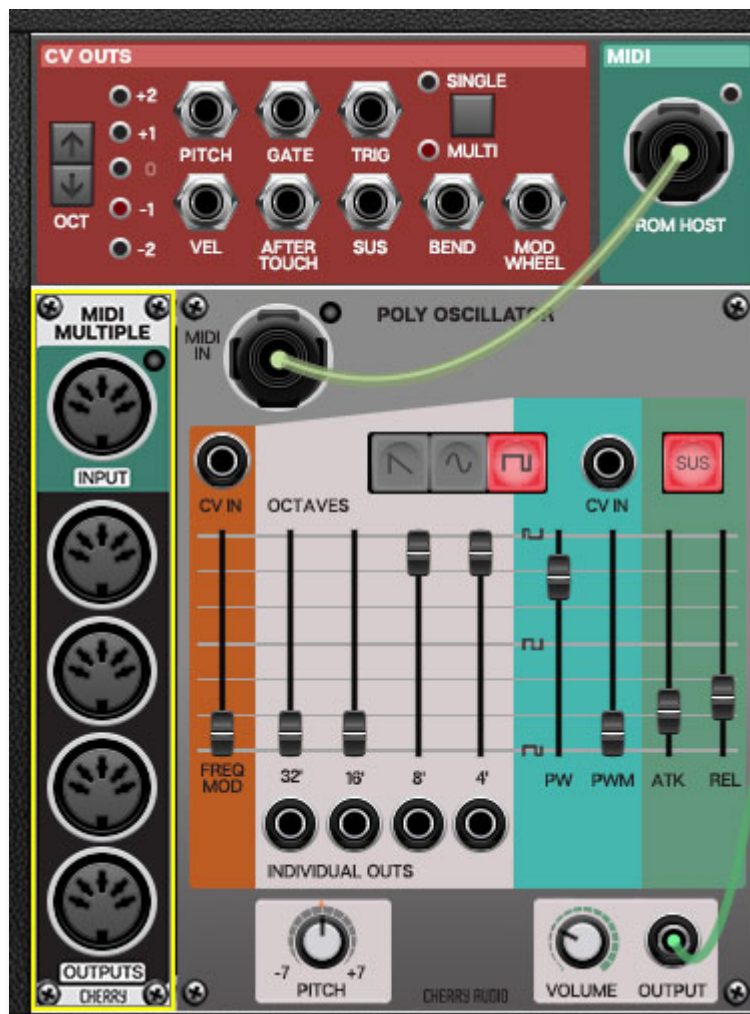 CV OUTS
MIDI
+2
+1
0
-1
-2
OCT
PITCH
GATE
TRIG
SINGLE
MULTI
VEL
AFTER
TOUCH
SUS
BEND
MOD
WHEEL
ROM HOST
MIDI
MULTIPLE
INPUT
OUTPUTS
CHERRY
MIDI
IN
POLY OSCILLATOR
SUS
CV IN
OCTAVES
CV IN
FREQ
MOD
32'
16'
8'
4'
PW
PWM
ATK
REL
INDIVIDUAL OUTS
-7
+7
PITCH
CHERRY AUDIO
VOLUME
OUTPUT